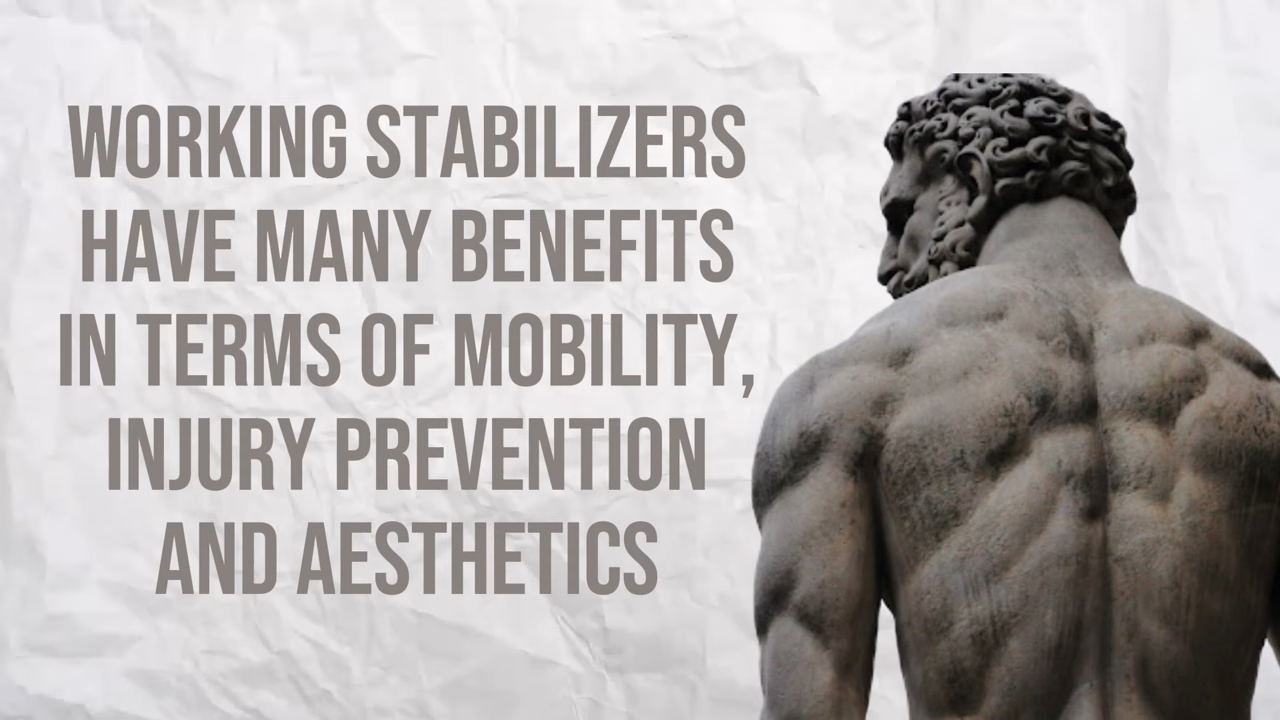 WORKING STABILIZERS
HAVE MANY BENEFITS
IN TERMS OF MOBILITY,
INJURY PREVENTION
AND AESTHETICS